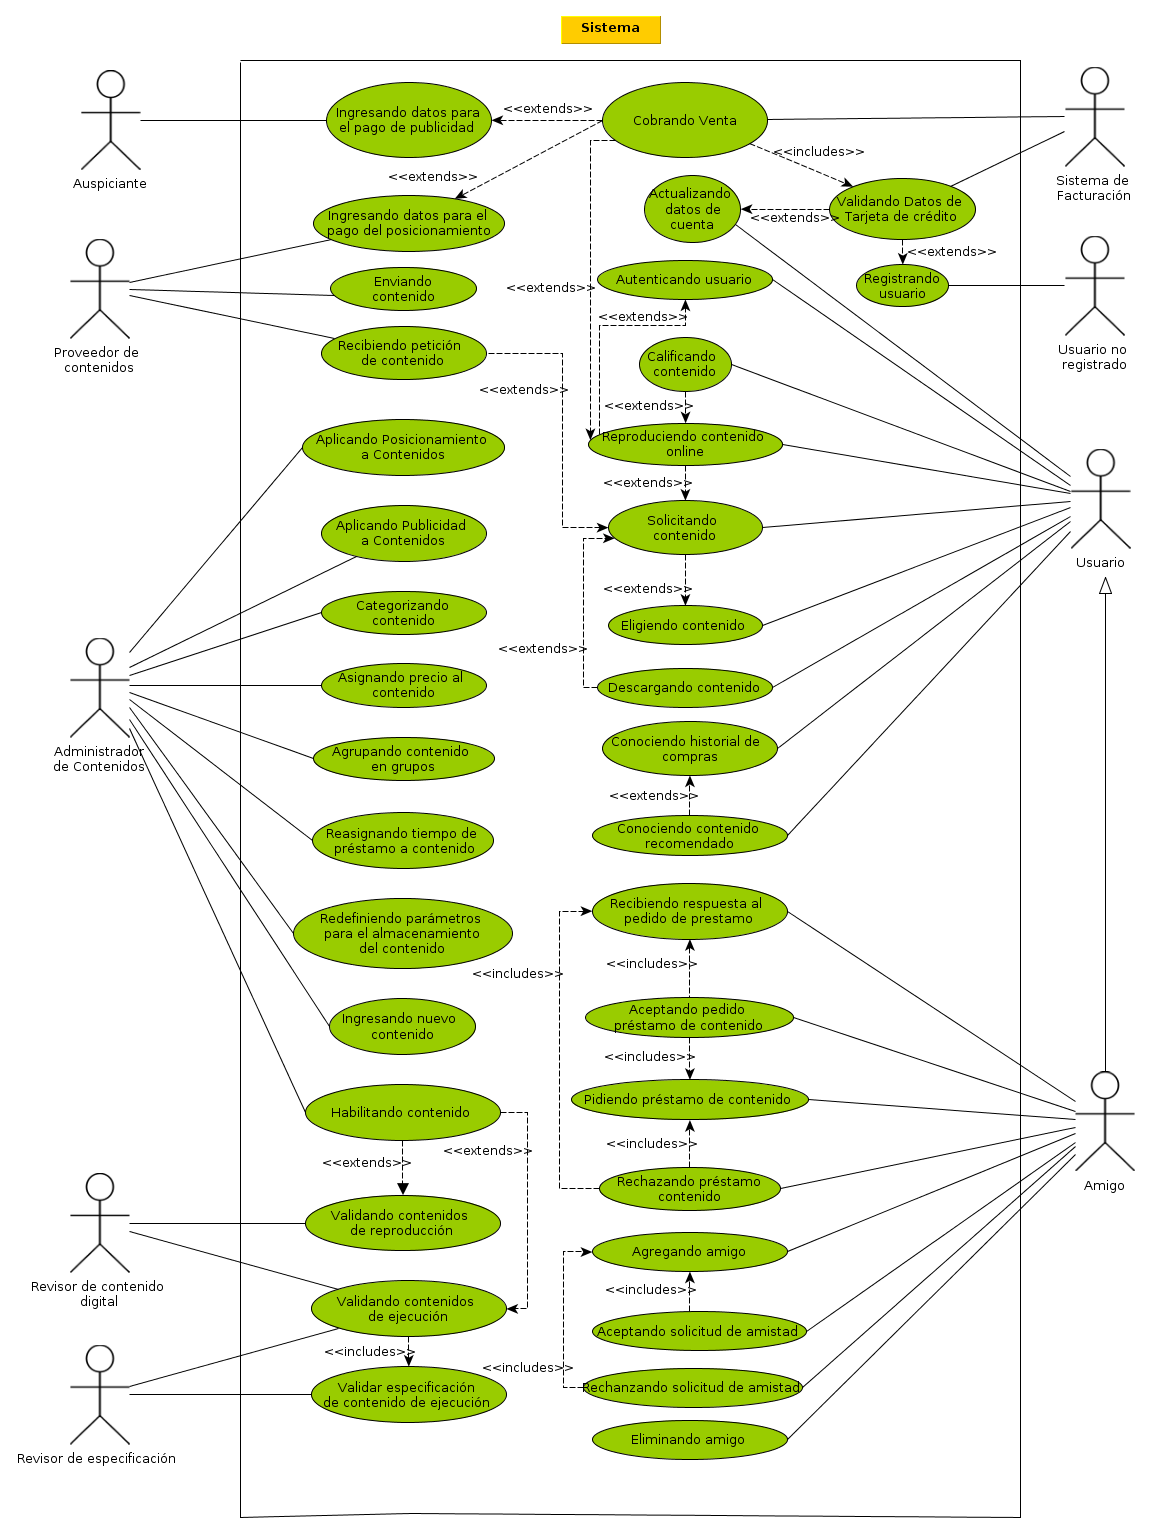 Sistema
Auspiciante
Ingresando datos para
el pago de publicidad
<<extends>>
Cobrando Venta
<<includes>>
Sistema de
Facturación
<<extends>>
Ingresando datos para el
pago del posicionamiento
Actualizando
datos de
cuenta
<<extends>>
Validando Datos de
Tarjeta de crédito
<<extends>>
Registrando
usuario
Usuario no
registrado
Proveedor de
contenidos
Enviando
contenido
<<extends>>
Autenticando usuario
<<extends>>
Recibiendo petición
de contenido
<<extends>>
Calificando
contenido
<<extends>>
Reproduciendo contenido
online
<<extends>>
Solicitando
contenido
<<extends>>
Usuario
Eligiendo contenido
<<extends>>
Descargando contenido
Conociendo historial de
compras
<<extends>>
Conociendo contenido
recomendado
Aplicando Posicionamiento
a Contenidos
Aplicando Publicidad
a Contenidos
Categorizando
contenido
Asignando precio al
contenido
Administrador
de Contenidos
Agrupando contenido
en grupos
Reasignando tiempo de
préstamo a contenido
Redefiniendo parámetros
para el almacenamiento
del contenido
Ingresando nuevo
contenido
Habilitando contenido
<<extends>>
<<extends>>
Recibiendo respuesta al
pedido de prestamo
<<includes>>
<<includes>>
Aceptando pedido
préstamo de contenido
<<includes>>
Pidiendo préstamo de contenido
<<includes>>
Rechazando préstamo
contenido
Amigo
Validando contenidos
de reproducción
Revisor de contenido
digital
Validando contenidos
de ejecución
<<includes>>
Validar especificación
de contenido de ejecución
Revisor de especificación
Agregando amigo
<<includes>>
Aceptando solicitud de amistad
<<includes>>
Rechanzando solicitud de amistad
Eliminando amigo